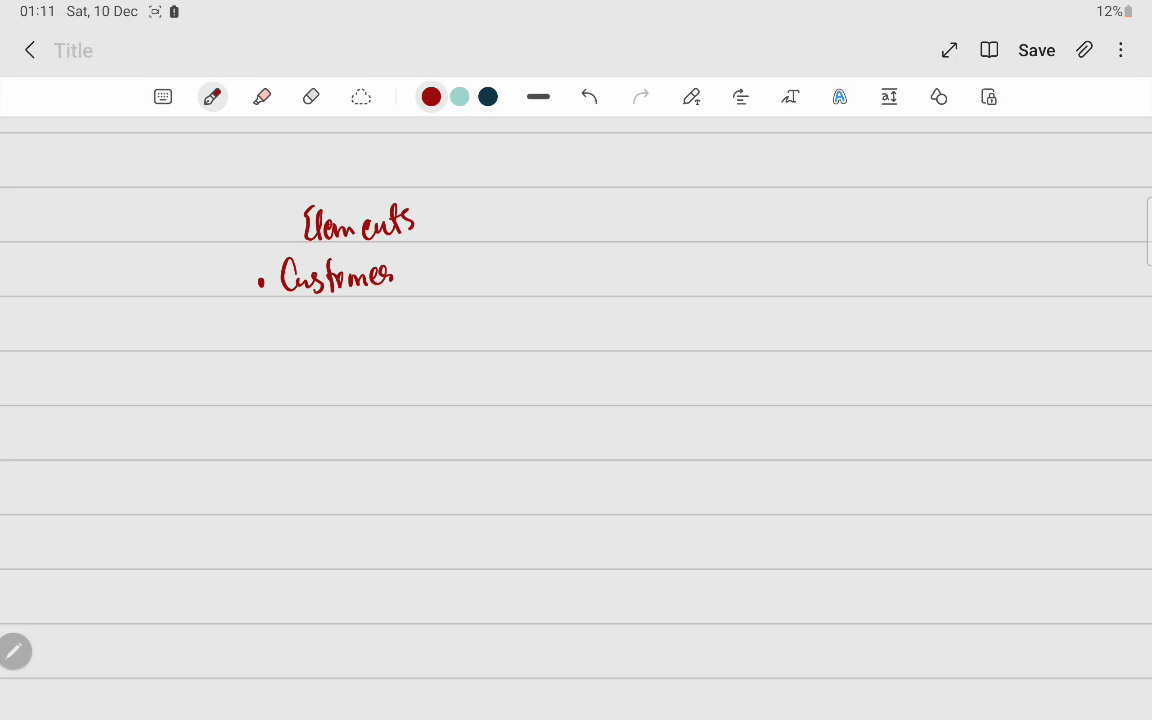 01:11 Sat, 10 Dec 12%
Title Save
Elements
• Customer